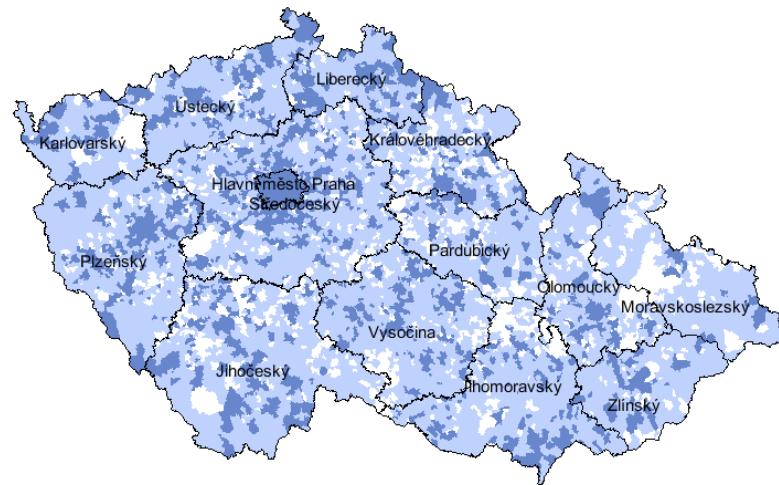 Liberecký
Ústecký
Karlovarský
Královéhradecký
Hlavní město Praha
Středočeský
Pardubický
Plzeňský
Olomoucký
Moravskoslezský
Vysočina
Jihočeský
Jihomoravský
Zlínský